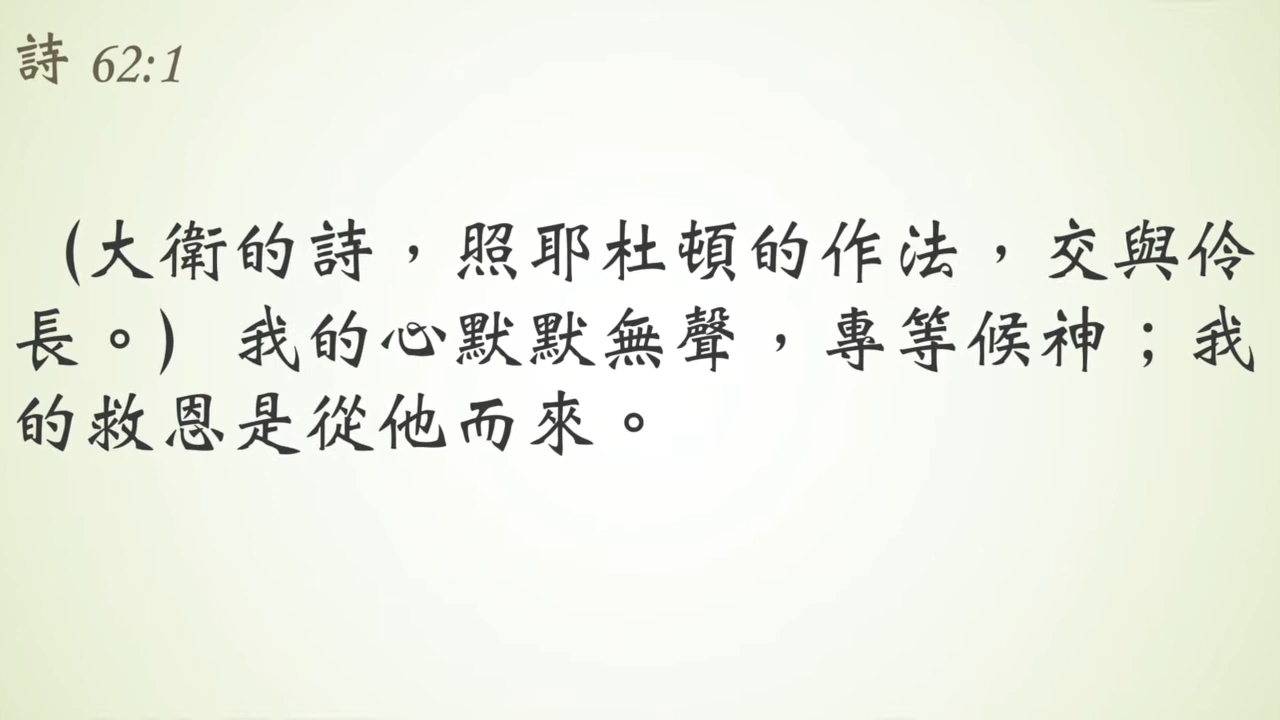 詩 62:1
(大衛的詩，照耶杜頓的作法，交與伶
長。) 我的心默默無聲，專等候神；我
的救恩是從他而來。